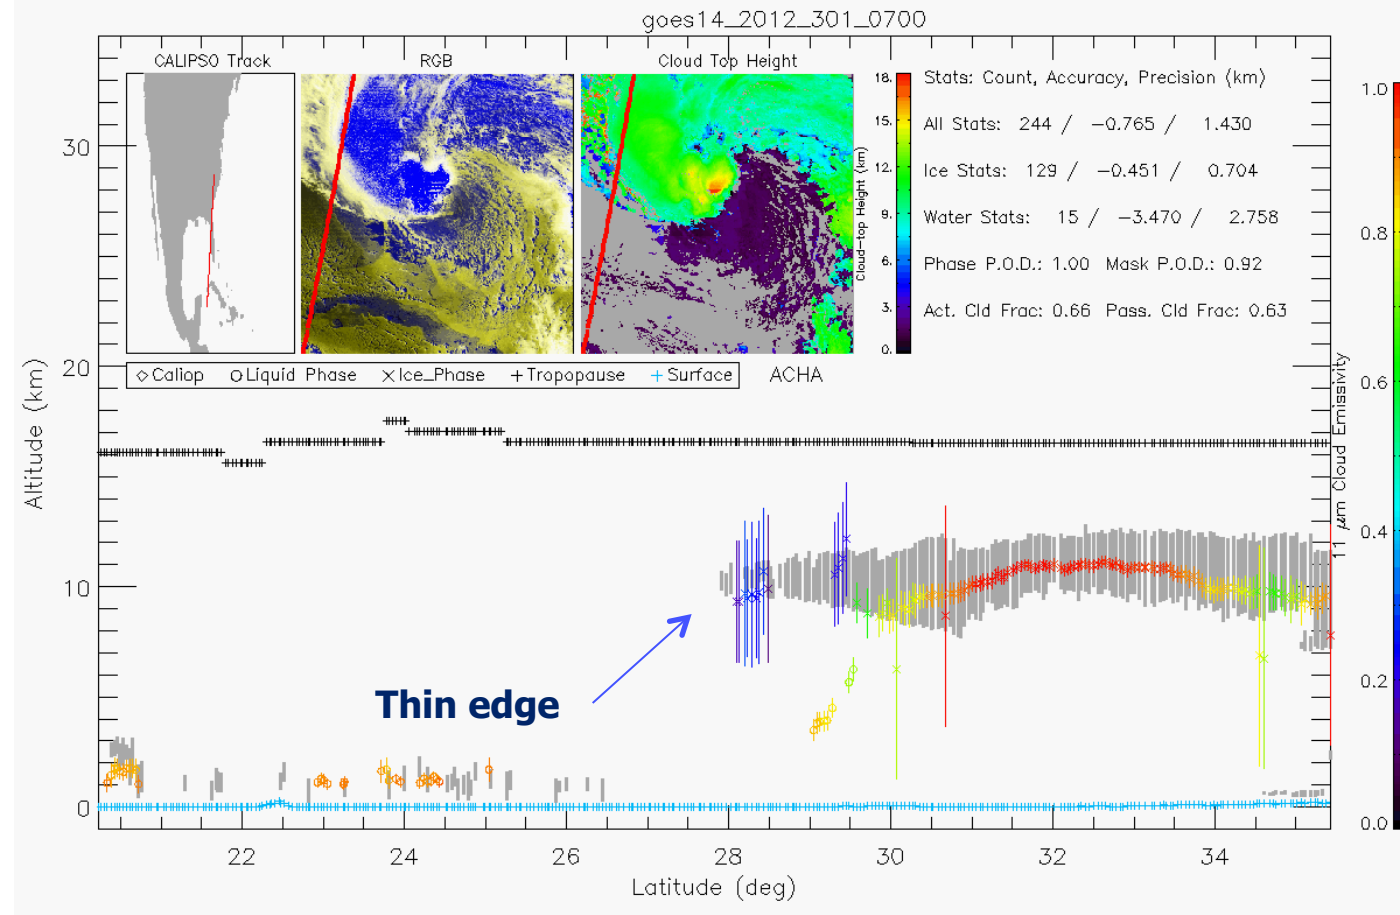 goes14_2012_301_0700
CALIPSO Track
RGB
Cloud Top Height
18.
15.
12.
9.
6.
3.
0.
Cloud-top Height (km)
Stats: Count, Accuracy, Precision (km)
All Stats: 244 / -0.765 / 1.430
Ice Stats: 129 / -0.451 / 0.704
Water Stats: 15 / -3.470 / 2.758
Phase P.O.D.: 1.00 Mask P.O.D.: 0.92
Act. Cld Frac: 0.66 Pass. Cld Frac: 0.63
Caliop Liquid Phase Ice_Phase Tropopause Surface ACHA
Thin edge
30
20
10
0
Altitude (km)
22 24 26 28 30 32 34
Latitude (deg)
1.0
0.8
0.6
0.4
0.2
0.0
11 μm Cloud Emissivity